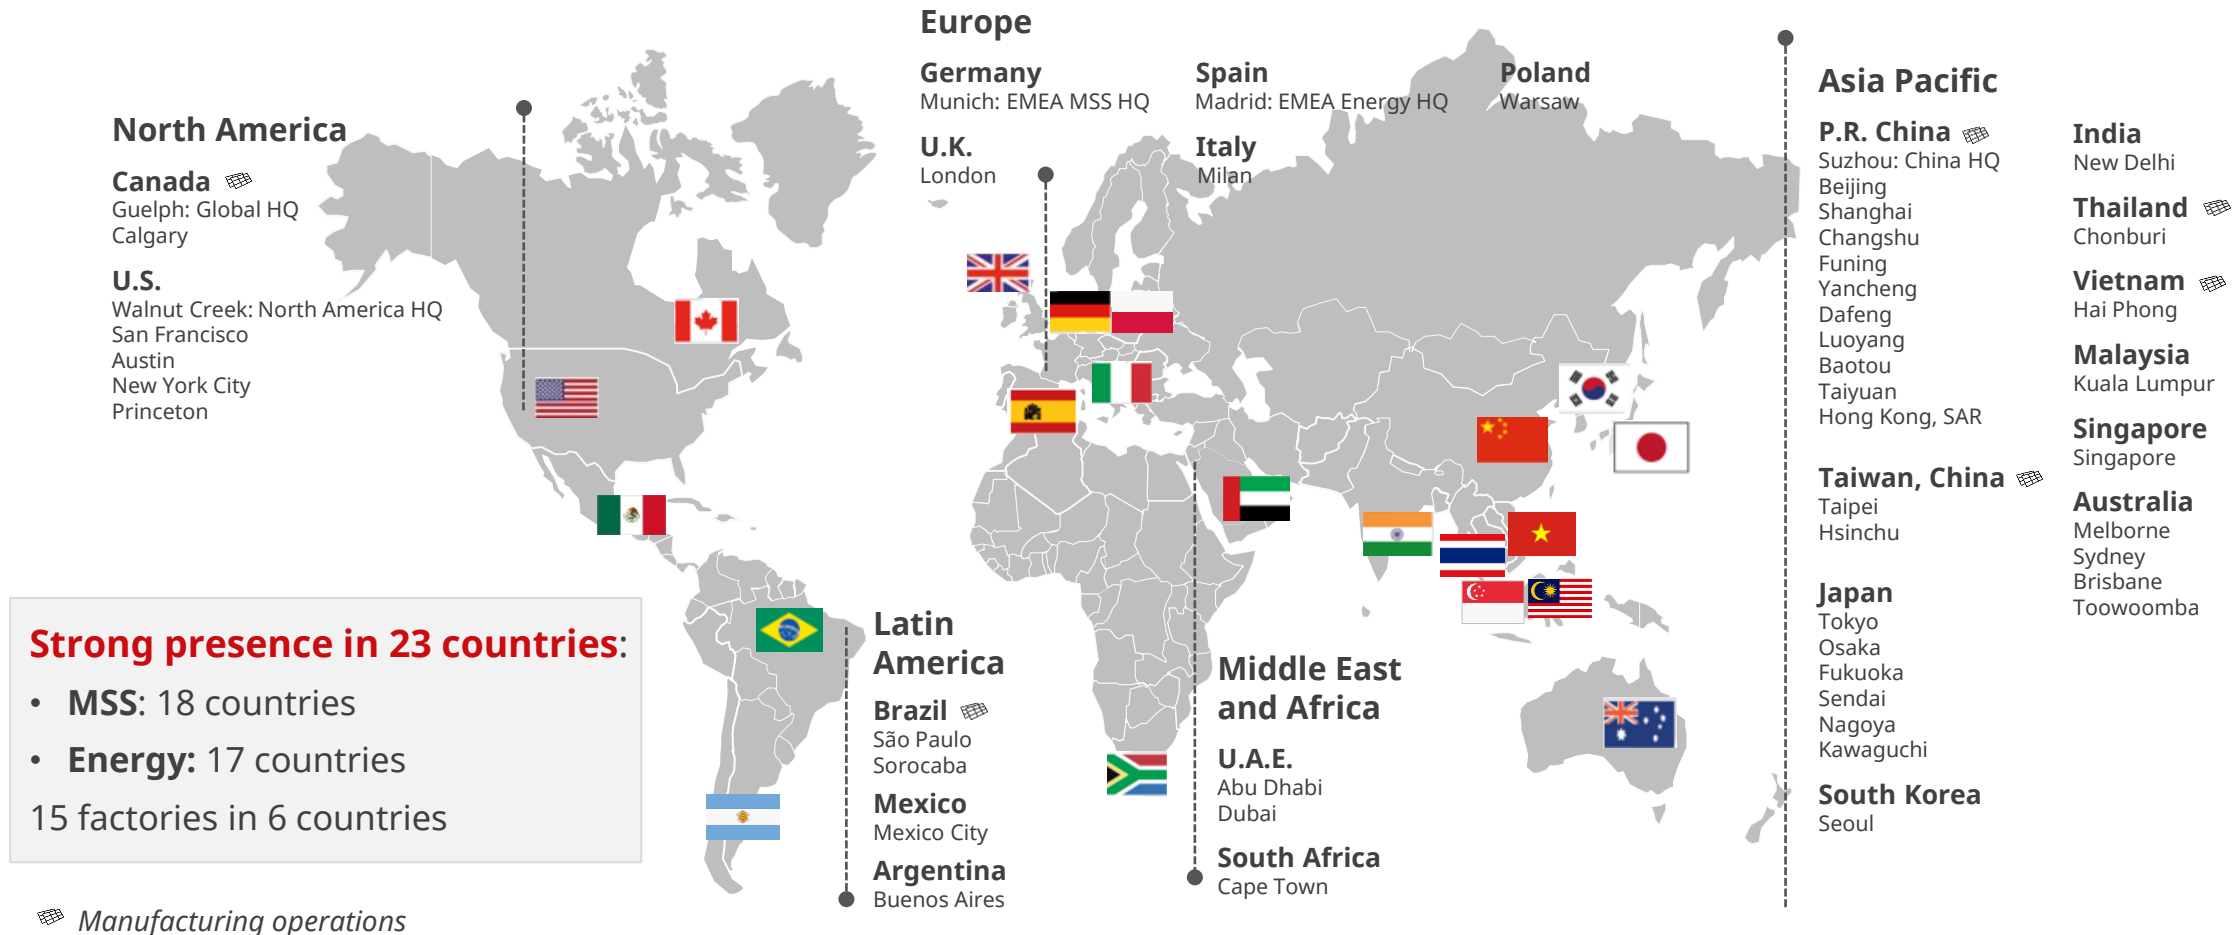 North America
Canada
Guelph: Global HQ
Calgary
U.S.
Walnut Creek: North America HQ
San Francisco
Austin
New York City
Princeton
Europe
Germany
Munich: EMEA MSS HQ
U.K.
London
Spain
Madrid: EMEA Energy HQ
Italy
Milan
Poland
Warsaw
Asia Pacific
P.R. China
Suzhou: China HQ
Beijing
Shanghai
Changshu
Funing
Yancheng
Dafeng
Luoyang
Baotou
Taiyuan
Hong Kong, SAR
Taiwan, China
Taipei
Hsinchu
Japan
Tokyo
Osaka
Fukuoka
Sendai
Nagoya
Kawaguchi
South Korea
Seoul
India
New Delhi
Thailand
Chonburi
Vietnam
Hai Phong
Malaysia
Kuala Lumpur
Singapore
Singapore
Australia
Melborne
Sydney
Brisbane
Toowoomba
Latin
America
Brazil
São Paulo
Sorocaba
Mexico
Mexico City
Argentina
Buenos Aires
Middle East
and Africa
U.A.E.
Abu Dhabi
Dubai
South Africa
Cape Town
Strong presence in 23 countries:
• MSS: 18 countries
• Energy: 17 countries
15 factories in 6 countries
Manufacturing operations